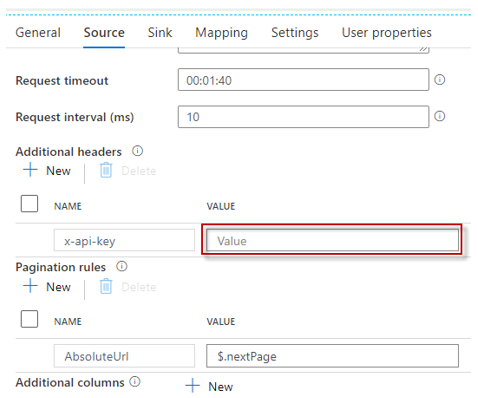 General Source Sink Mapping Settings User properties
Request timeout 00:01:40
Request interval (ms) 10
Additional headers
New Delete
NAME VALUE
x-api-key Value
Pagination rules
New Delete
NAME VALUE
AbsoluteUrl $.nextPage
Additional columns New